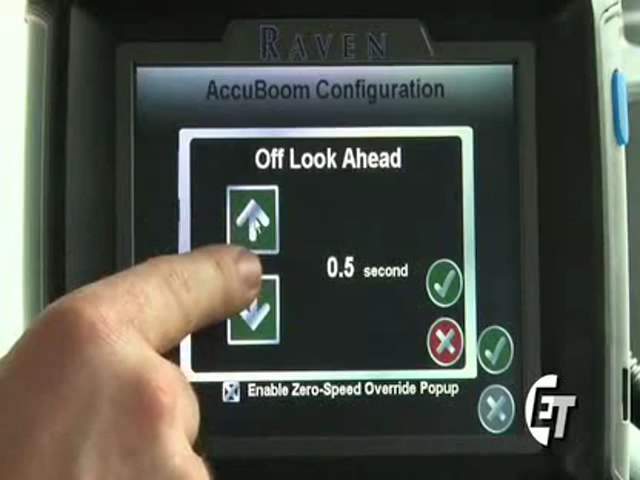 RAVEN
AccuBoom Configuration
Off Look Ahead
0.5 second
Enable Zero-Speed Override Popup
ET